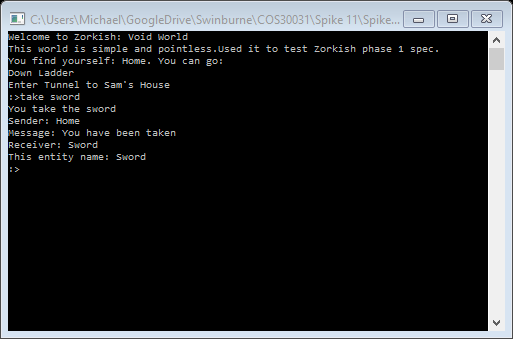 C:\Users\Michael\GoogleDrive\Swinburne\COS30031\Spike 11\Spike...
Welcome to Zorkish: Void World
This world is simple and pointless.Used it to test Zorkish phase 1 spec.
You find yourself: Home. You can go:
Down Ladder
Enter Tunnel to Sam's House
:>take sword
You take the sword
Sender: Home
Message: You have been taken
Receiver: Sword
This entity name: Sword
:>